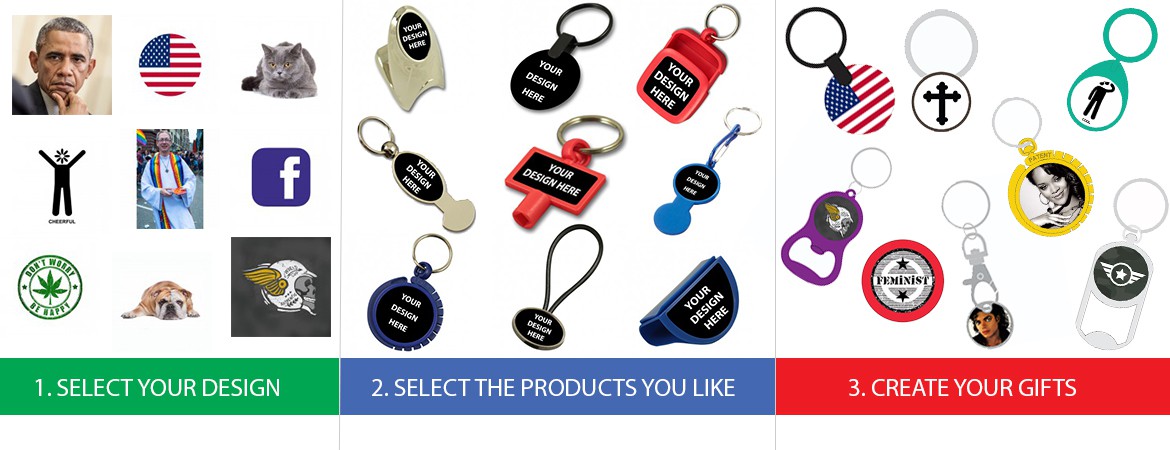 CHEERFUL
f
DON'T WORRY
BE HAPPY
1. SELECT YOUR DESIGN
YOUR
DESIGN
HERE
YOUR
DESIGN
HERE
YOUR
DESIGN
HERE
YOUR
DESIGN
HERE
YOUR
DESIGN HERE
YOUR
DESIGN
HERE
YOUR
DESIGN
HERE
YOUR
DESIGN
HERE
YOUR
DESIGN
HERE
2. SELECT THE PRODUCTS YOU LIKE
COOL
PATENT
FEMINIST
3. CREATE YOUR GIFTS